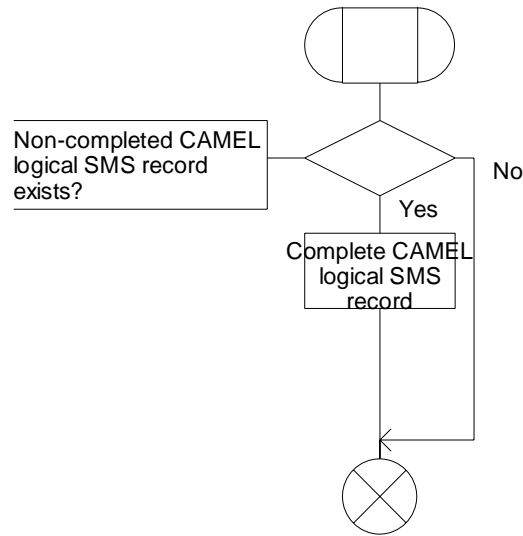 Non-completed CAMEL
logical SMS record
exists?
No
Yes
Complete CAMEL
logical SMS
record